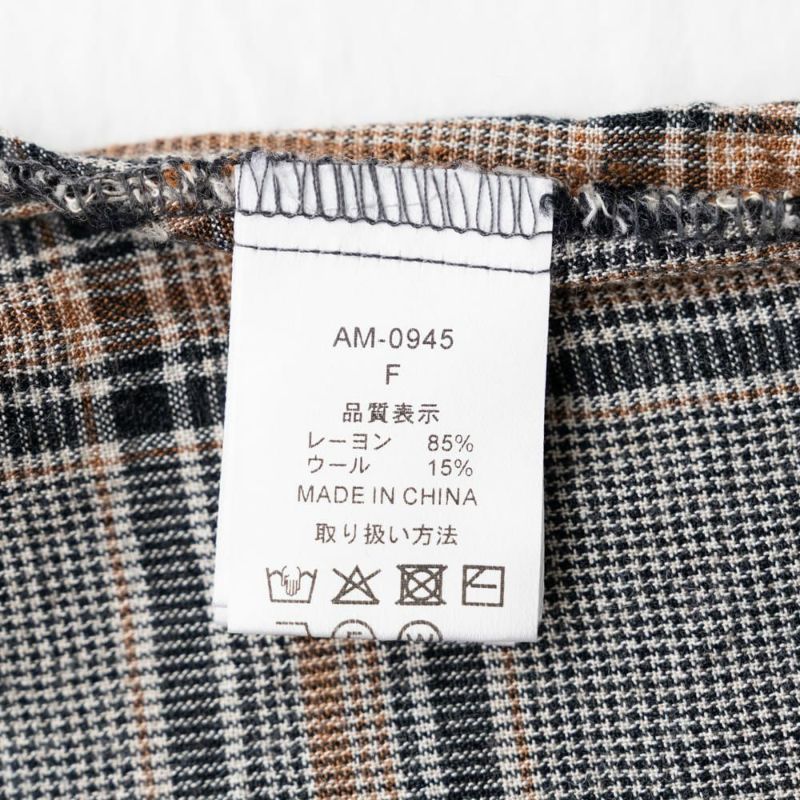 AM-0945
F
品質表示
レーヨン 85%
ウール 15%
MADE IN CHINA
取り扱い方法